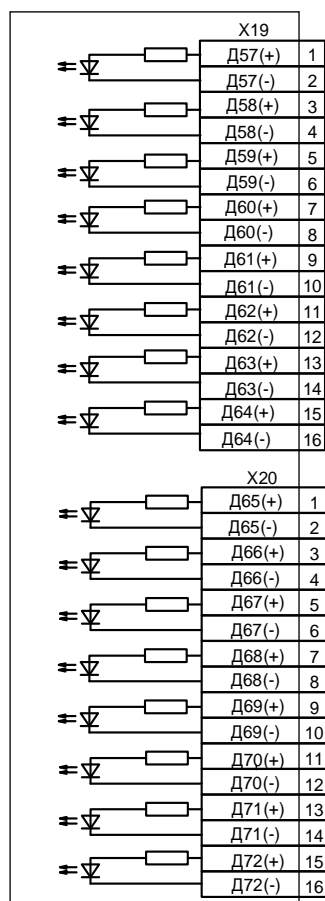 X19
Д57(+) 1
Д57(-) 2
Д58(+) 3
Д58(-) 4
Д59(+) 5
Д59(-) 6
Д60(+) 7
Д60(-) 8
Д61(+) 9
Д61(-) 10
Д62(+) 11
Д62(-) 12
Д63(+) 13
Д63(-) 14
Д64(+) 15
Д64(-) 16
X20
Д65(+) 1
Д65(-) 2
Д66(+) 3
Д66(-) 4
Д67(+) 5
Д67(-) 6
Д68(+) 7
Д68(-) 8
Д69(+) 9
Д69(-) 10
Д70(+) 11
Д70(-) 12
Д71(+) 13
Д71(-) 14
Д72(+) 15
Д72(-) 16